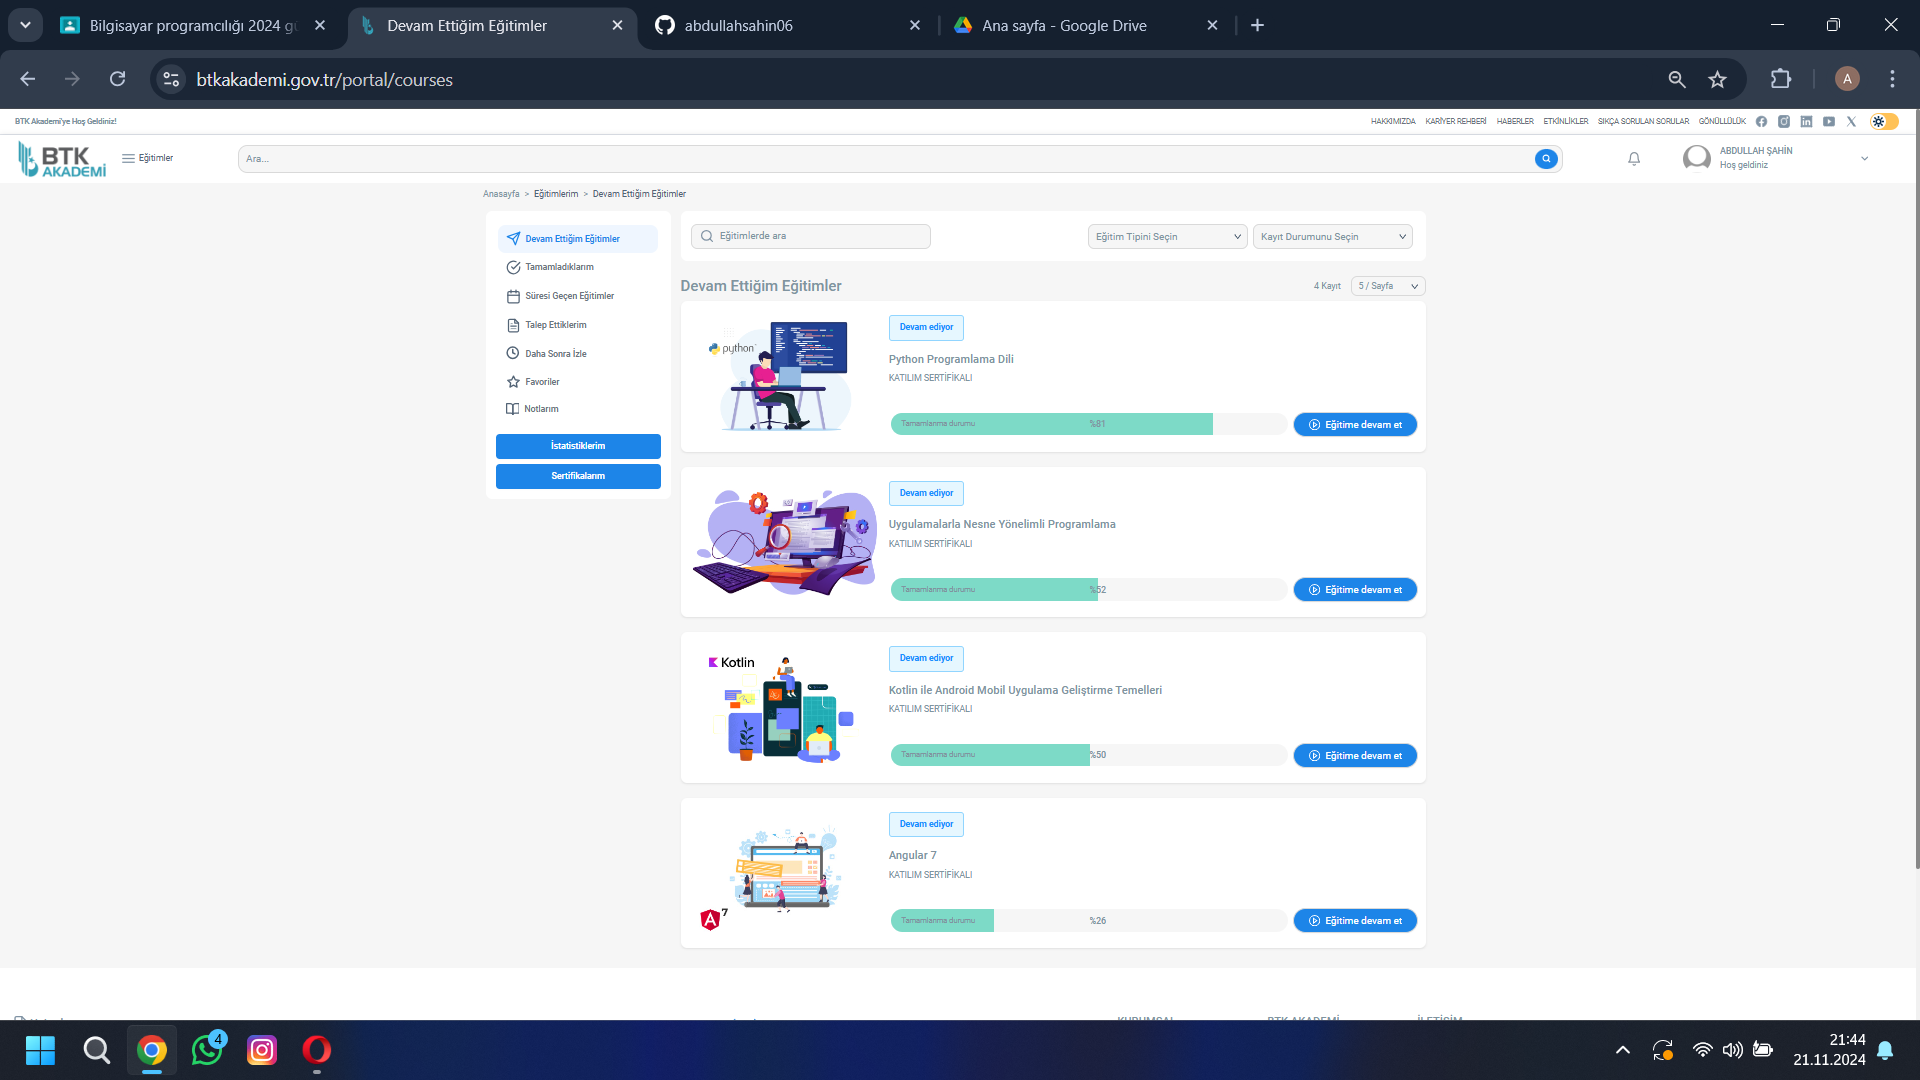 Bilgisayar programcılığı 2024 gü
Devam Ettiğim Eğitimler
abdullahsahin06
Ana sayfa - Google Drive
btkakademi.gov.tr/portal/courses
A
BTK Akademi'ye Hoş Geldiniz!
HAKKIMIZDA KARİYER REHBERİ HABERLER ETKİNLİKLER SIKÇA SORULAN SORULAR GÖNÜLLÜLÜK
BTK AKADEMİ
Eğitimler
Ara...
ABDULLAH ŞAHİN
Hoş geldiniz
Anasayfa > Eğitimlerim > Devam Ettiğim Eğitimler
Devam Ettiğim Eğitimler
Tamamladıklarım
Süresi Geçen Eğitimler
Talep Ettiklerim
Daha Sonra İzle
Favoriler
Notlarım
İstatistiklerim
Sertifikalarım
Eğitimlerde ara
Eğitim Tipini Seçin
Kayıt Durumunu Seçin
Devam Ettiğim Eğitimler
4 Kayıt
5 / Sayfa
python
Devam ediyor
Python Programlama Dili
KATILIM SERTİFİKALI
Tamamlanma durumu %81
Eğitime devam et
Devam ediyor
Uygulamalarla Nesne Yönelimli Programlama
KATILIM SERTİFİKALI
Tamamlanma durumu %52
Eğitime devam et
Kotlin
Devam ediyor
Kotlin ile Android Mobil Uygulama Geliştirme Temelleri
KATILIM SERTİFİKALI
Tamamlanma durumu %50
Eğitime devam et
A 7
Devam ediyor
Angular 7
KATILIM SERTİFİKALI
Tamamlanma durumu %26
Eğitime devam et
KURUMSAL
BTK AKADEMİ
İLETİŞİM
4
21:44
21.11.2024